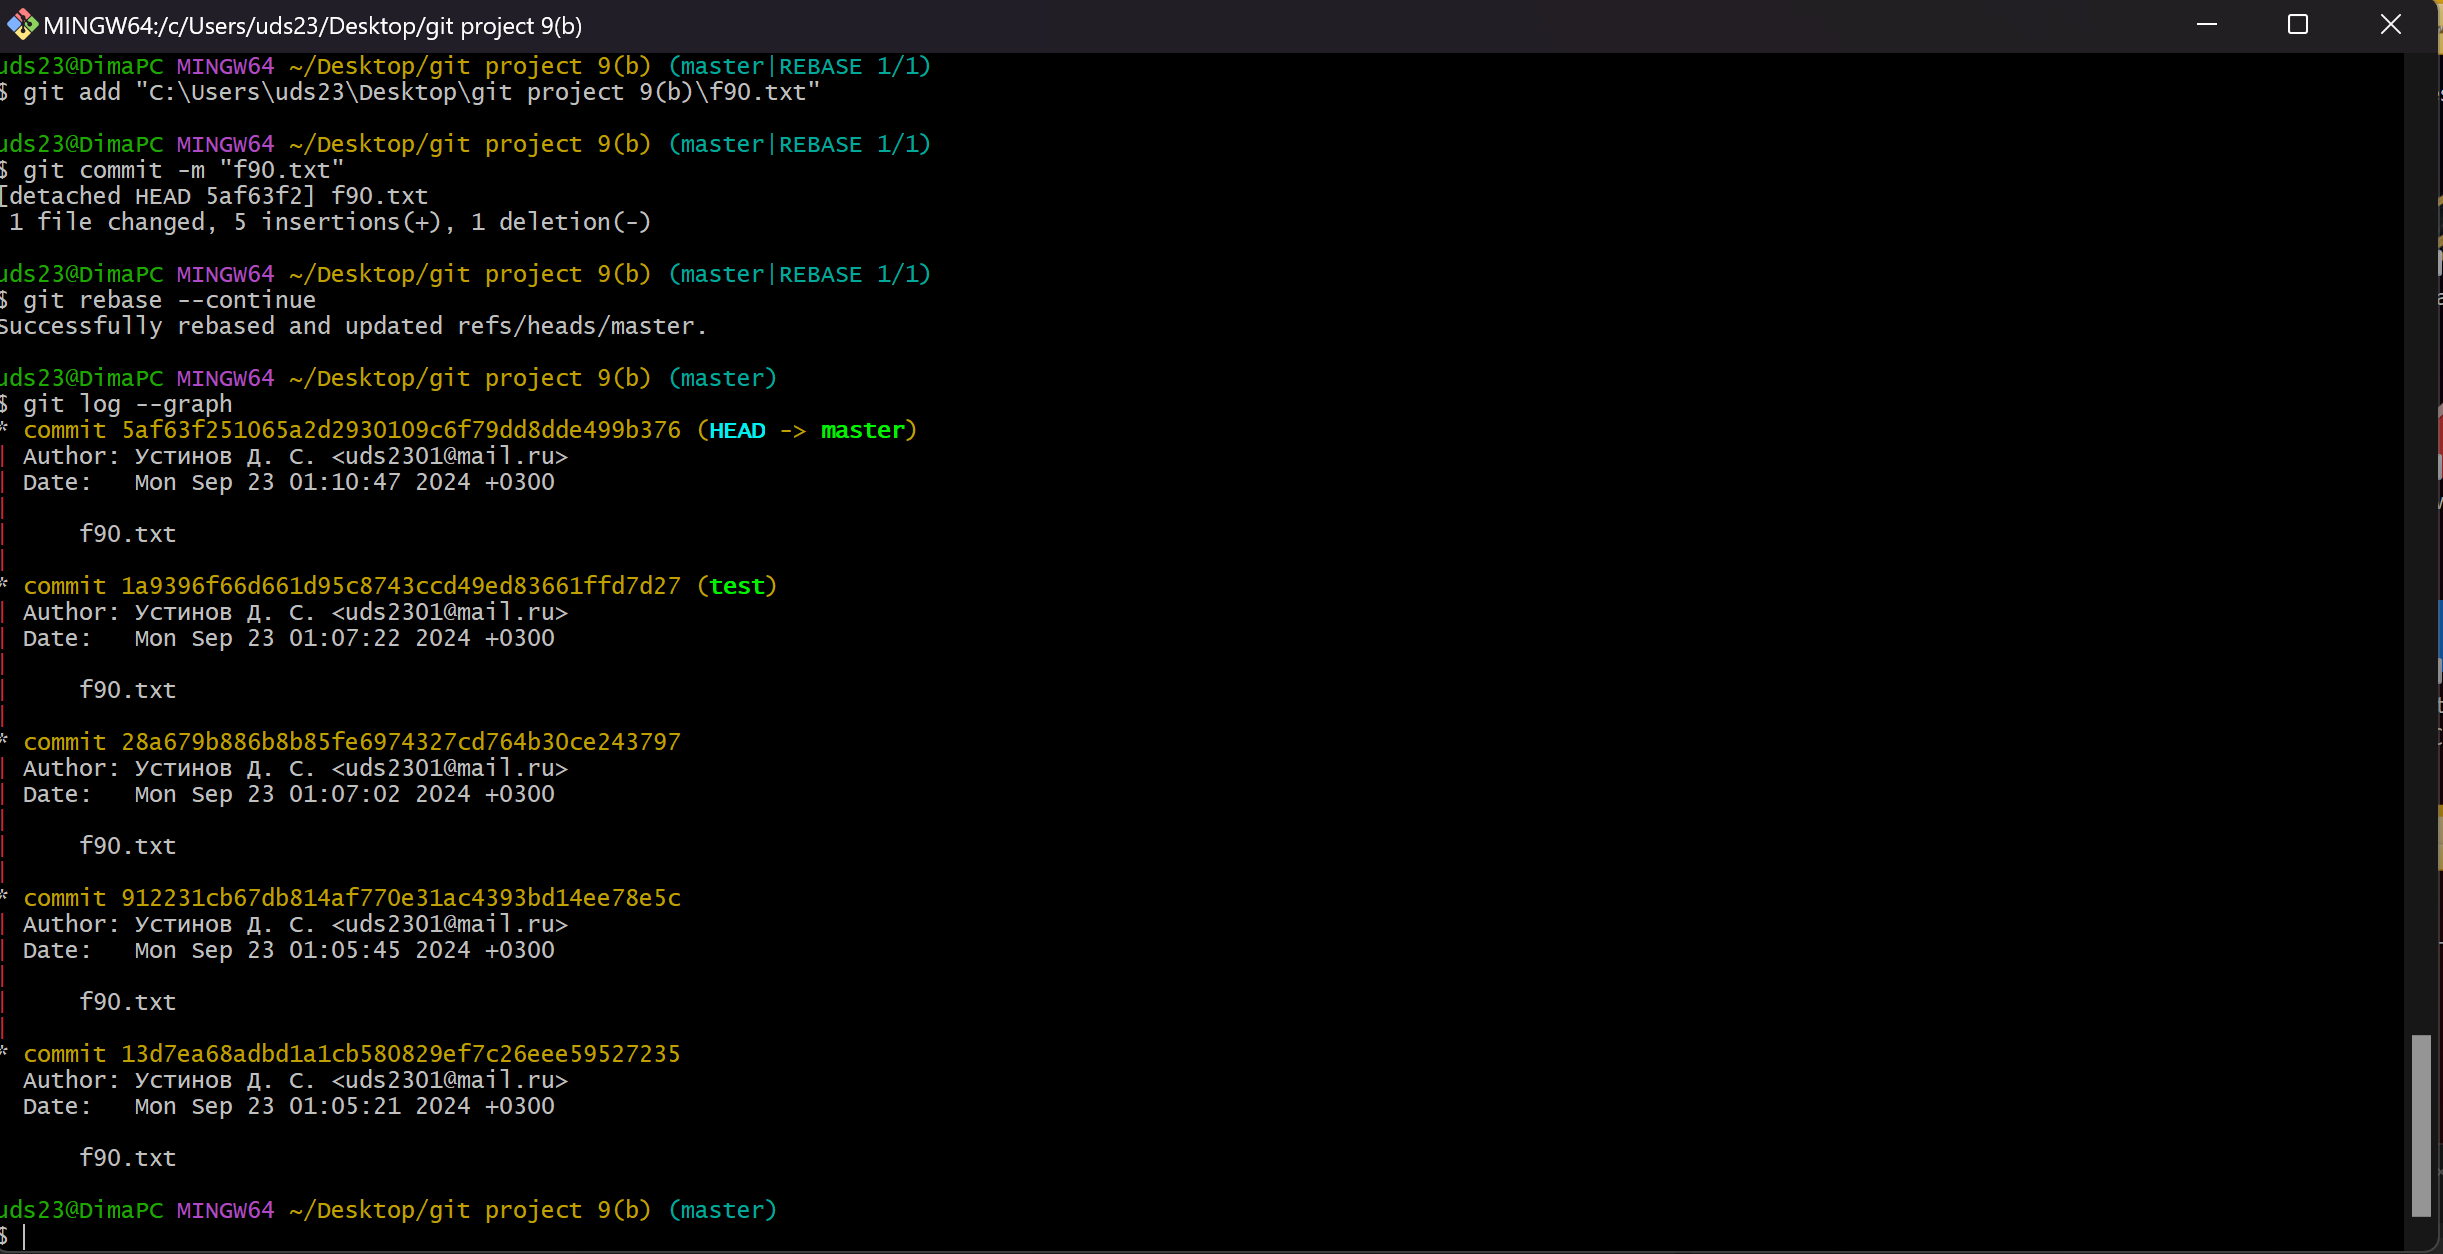 MINGW64:/c/Users/uds23/Desktop/git project 9(b)
uds23@DimaPC MINGW64 ~/Desktop/git project 9(b) (master|REBASE 1/1)
$ git add "C:\Users\uds23\Desktop\git project 9(b)\f90.txt"
uds23@DimaPC MINGW64 ~/Desktop/git project 9(b) (master|REBASE 1/1)
$ git commit -m "f90.txt"
[detached HEAD 5af63f2] f90.txt
 1 file changed, 5 insertions(+), 1 deletion(-)
uds23@DimaPC MINGW64 ~/Desktop/git project 9(b) (master|REBASE 1/1)
$ git rebase --continue
Successfully rebased and updated refs/heads/master.
uds23@DimaPC MINGW64 ~/Desktop/git project 9(b) (master)
$ git log --graph
* commit 5af63f251065a2d2930109c6f79dd8dde499b376 (HEAD -> master)
| Author: Устинов Д. С. <uds2301@mail.ru>
| Date:   Mon Sep 23 01:10:47 2024 +0300
|
|     f90.txt
|
* commit 1a9396f66d661d95c8743ccd49ed83661ffd7d27 (test)
| Author: Устинов Д. С. <uds2301@mail.ru>
| Date:   Mon Sep 23 01:07:22 2024 +0300
|
|     f90.txt
|
* commit 28a679b886b8b85fe6974327cd764b30ce243797
| Author: Устинов Д. С. <uds2301@mail.ru>
| Date:   Mon Sep 23 01:07:02 2024 +0300
|
|     f90.txt
|
* commit 912231cb67db814af770e31ac4393bd14ee78e5c
| Author: Устинов Д. С. <uds2301@mail.ru>
| Date:   Mon Sep 23 01:05:45 2024 +0300
|
|     f90.txt
|
* commit 13d7ea68adbd1a1cb580829ef7c26eee59527235
  Author: Устинов Д. С. <uds2301@mail.ru>
  Date:   Mon Sep 23 01:05:21 2024 +0300
      f90.txt
uds23@DimaPC MINGW64 ~/Desktop/git project 9(b) (master)
$